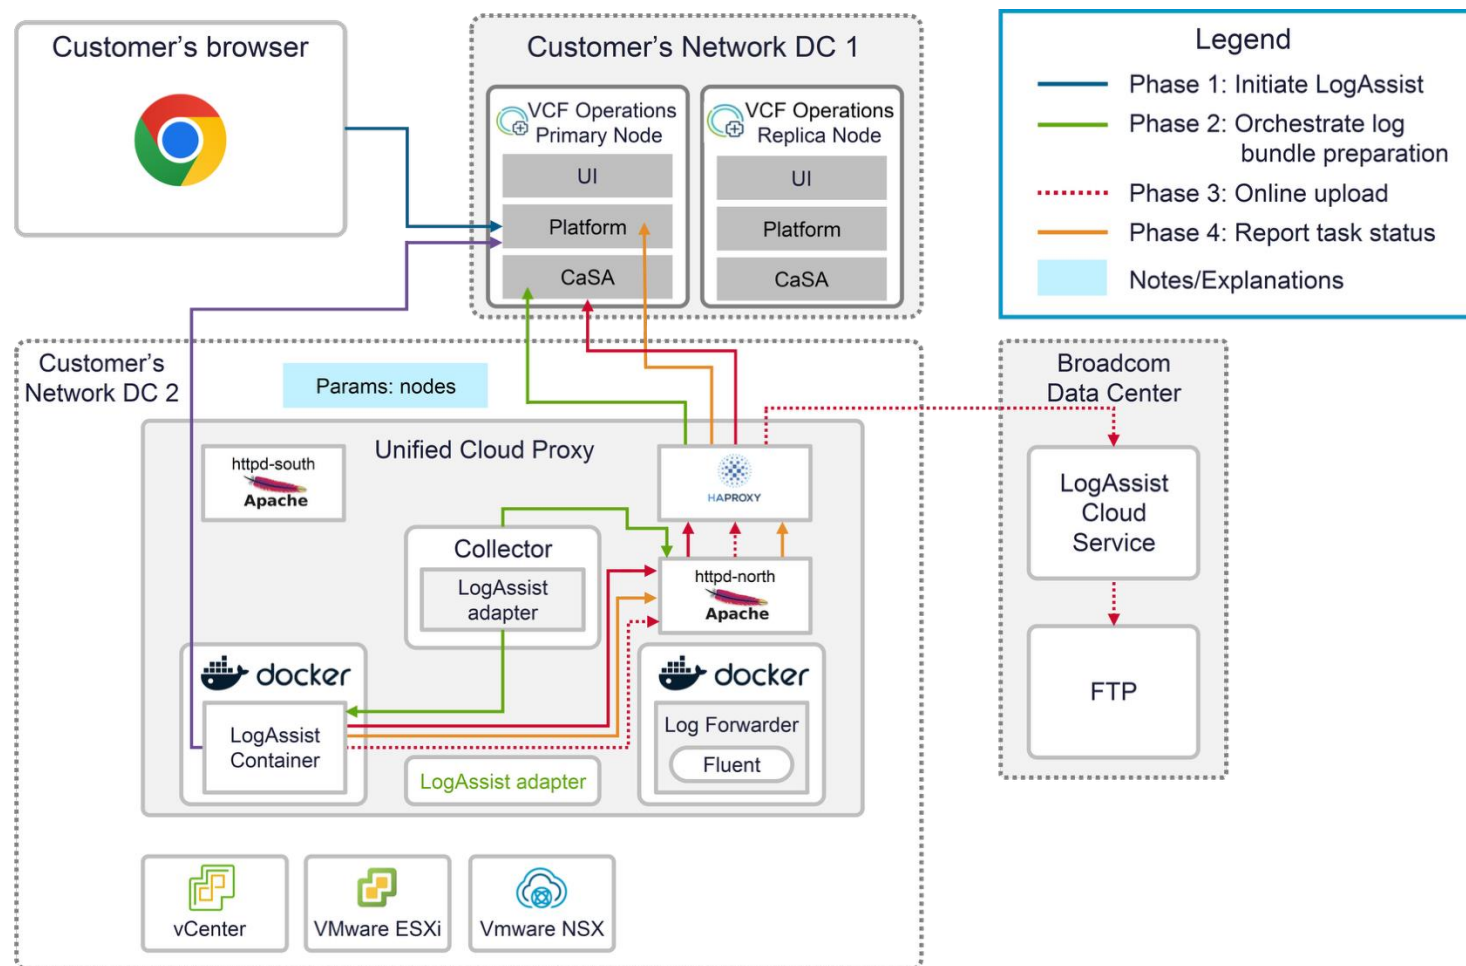 Customer's browser
Customer's Network DC 1
VCF Operations
Primary Node
UI
Platform
CaSA
VCF Operations
Replica Node
UI
Platform
CaSA
Legend
Phase 1: Initiate LogAssist
Phase 2: Orchestrate log
bundle preparation
Phase 3: Online upload
Phase 4: Report task status
Notes/Explanations
Customer's
Network DC 2
Params: nodes
Unified Cloud Proxy
httpd-south
Apache
HAPROXY
Collector
LogAssist
adapter
httpd-north
Apache
docker
LogAssist
Container
LogAssist adapter
docker
Log Forwarder
Fluent
vCenter
VMware ESXi
Vmware NSX
Broadcom
Data Center
LogAssist
Cloud
Service
FTP